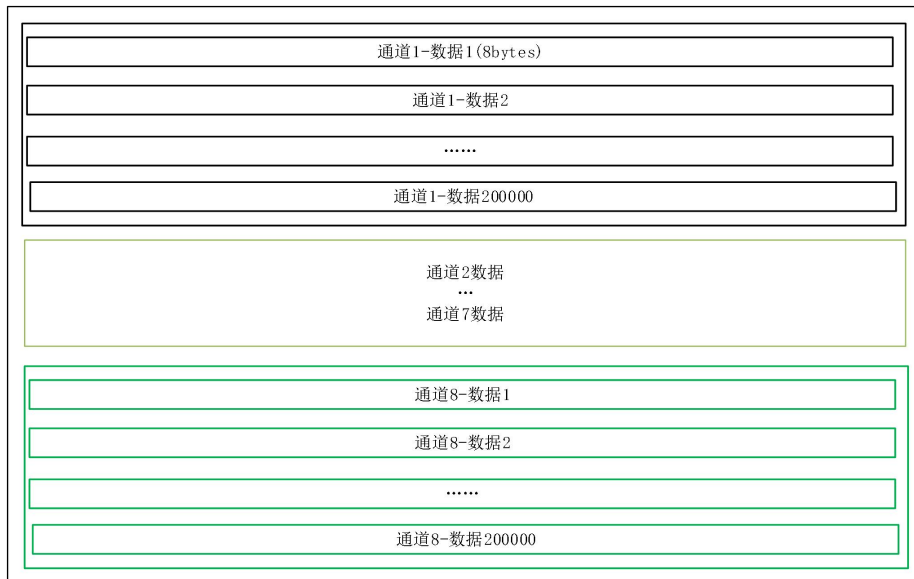 通道1-数据1(8bytes)
通道1-数据2
……
通道1-数据200000
通道2数据
…
通道7数据
通道8-数据1
通道8-数据2
……
通道8-数据200000